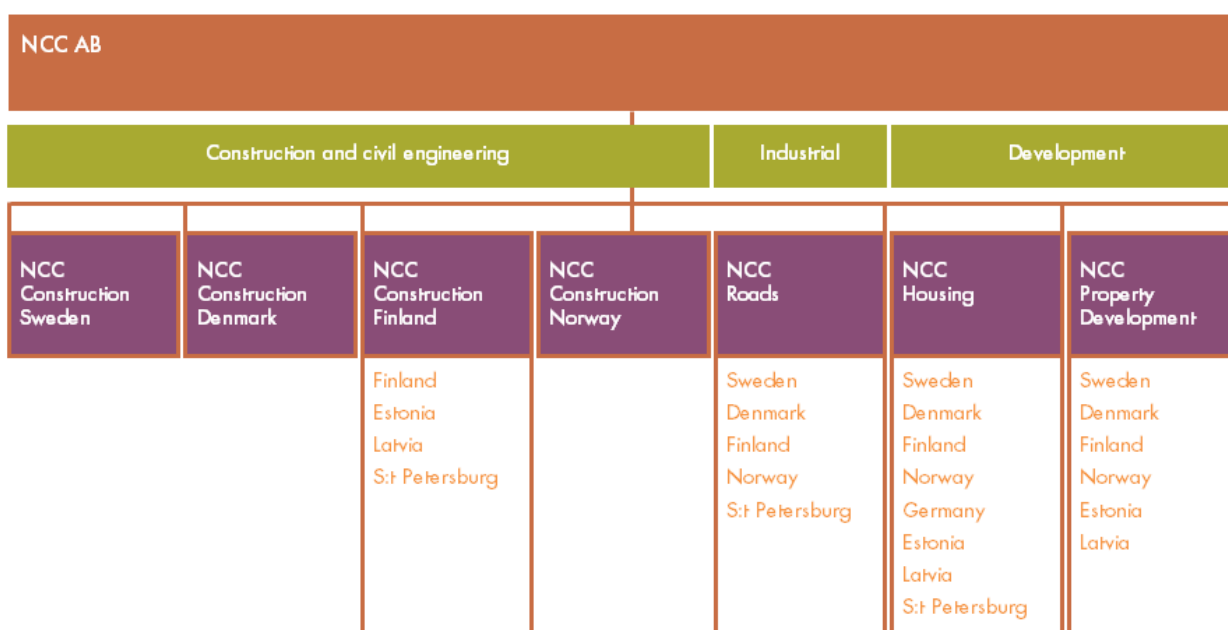 NCC AB
Construction and civil engineering
Industrial
Development
NCC
Construction
Sweden
NCC
Construction
Denmark
NCC
Construction
Finland
NCC
Construction
Norway
NCC
Roads
NCC
Housing
NCC
Property
Development
Finland
Estonia
Latvia
S:t Petersburg
Sweden
Denmark
Finland
Norway
S:t Petersburg
Sweden
Denmark
Finland
Norway
Germany
Estonia
Latvia
S:t Petersburg
Sweden
Denmark
Finland
Norway
Estonia
Latvia